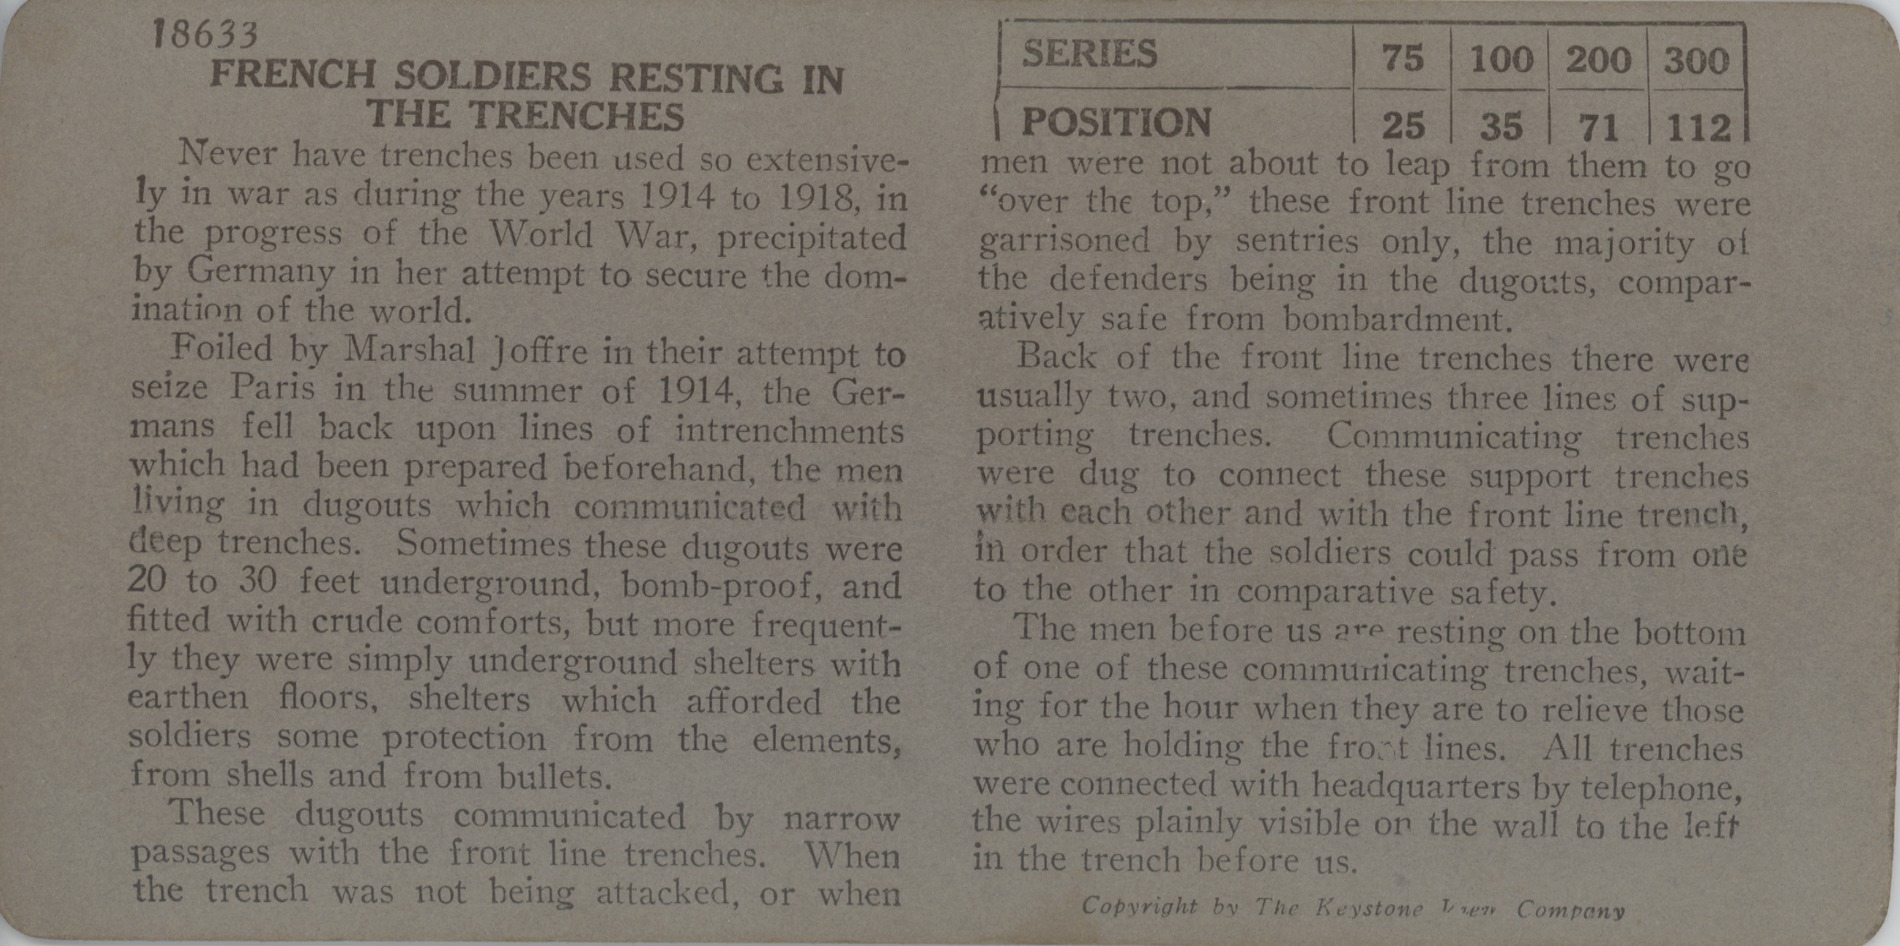 18633
FRENCH SOLDIERS RESTING IN
THE TRENCHES
Never have trenches been used so extensive-
ly in war as during the years 1914 to 1918, in
the progress of the World War, precipitated
by Germany in her attempt to secure the dom-
ination of the world.
Foiled by Marshal Joffre in their attempt to
seize Paris in the summer of 1914, the Ger-
mans fell back upon lines of intrenchments
which had been prepared beforehand, the men
living in dugouts which communicated with
deep trenches. Sometimes these dugouts were
20 to 30 feet underground, bomb-proof, and
fitted with crude comforts, but more frequent-
ly they were simply underground shelters with
earthen floors, shelters which afforded the
soldiers some protection from the elements,
from shells and from bullets.
These dugouts communicated by narrow
passages with the front line trenches. When
the trench was not being attacked, or when
SERIES 75 100 200 300
POSITION 25 35 71 112
men were not about to leap from them to go
“over the top,” these front line trenches were
garrisoned by sentries only, the majority of
the defenders being in the dugouts, compar-
atively safe from bombardment.
Back of the front line trenches there were
usually two, and sometimes three lines of sup-
porting trenches. Communicating trenches
were dug to connect these support trenches
with each other and with the front line trench,
in order that the soldiers could pass from one
to the other in comparative safety.
The men before us are resting on the bottom
of one of these communicating trenches, wait-
ing for the hour when they are to relieve those
who are holding the front lines. All trenches
were connected with headquarters by telephone,
the wires plainly visible on the wall to the left
in the trench before us.
Copyright by The Keystone View Company